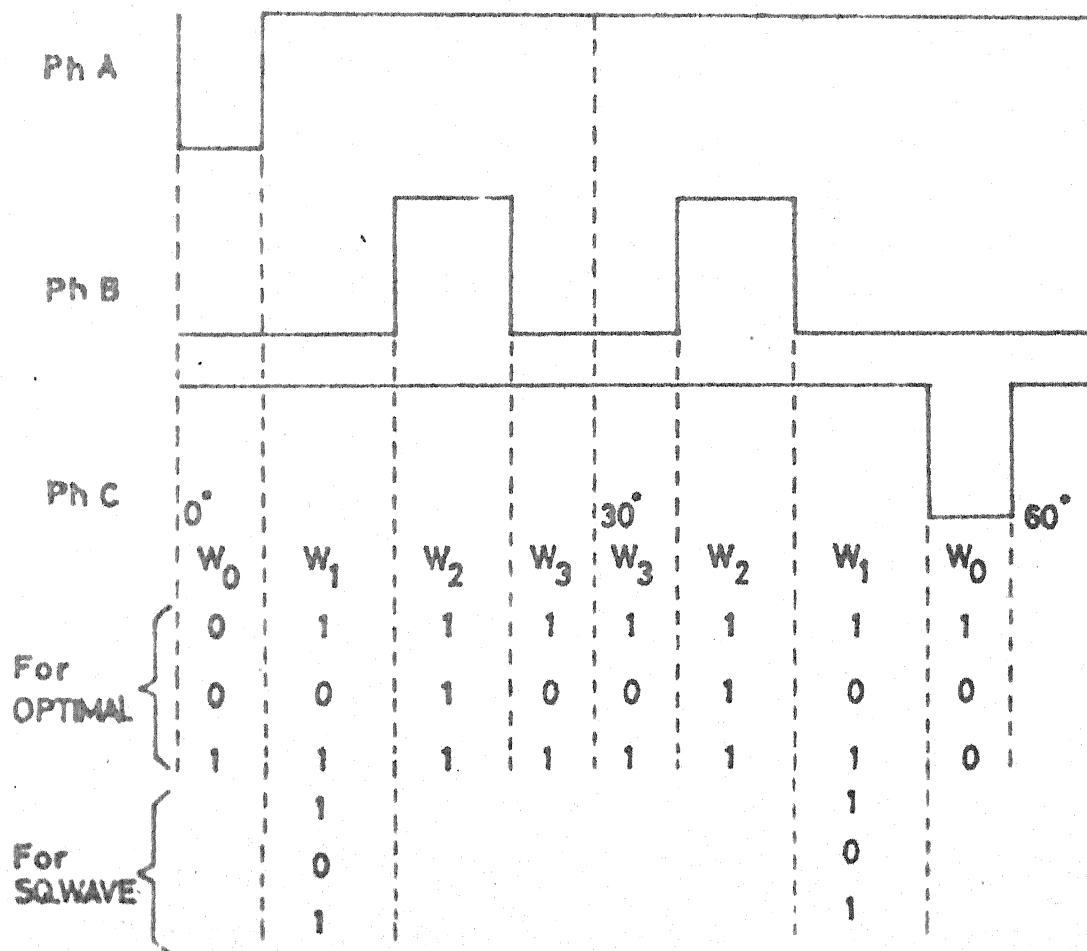 Ph A
Ph B
Ph C
0° 30° 60°
W0 W1 W2 W3 W3 W2 W1 W0
For OPTIMAL
0 1 1 1 1 1 1 1
0 0 1 0 0 1 0 0
1 1 1 1 1 1 1 0
For SQ.WAVE
1 1
0 0
1 1